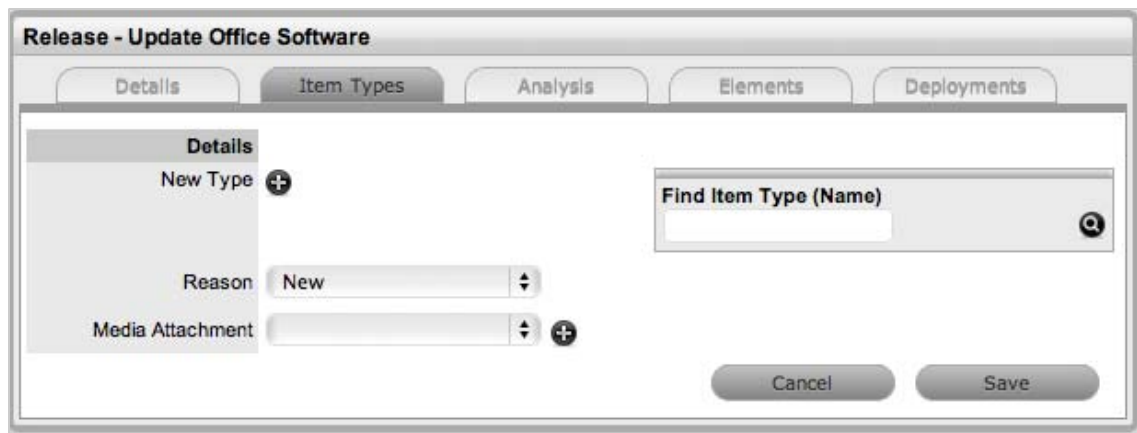 Release - Update Office Software
Details
Item Types
Analysis
Elements
Deployments
Details
New Type
Find Item Type (Name)
Reason
New
Media Attachment
Cancel
Save